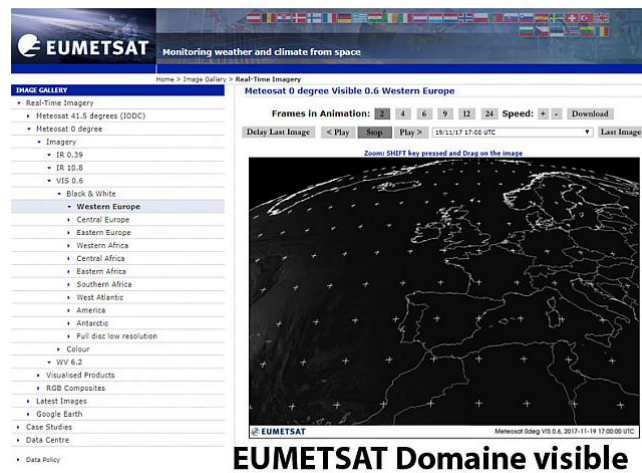 EUMETSAT
Monitoring weather and climate from space
Home > Image Gallery > Real-Time Imagery
IMAGE GALLERY
Real-Time Imagery
Meteosat 41.5 degrees (IODC)
Meteosat 0 degree
Imagery
IR 0.39
IR 10.8
VIS 0.6
Black & White
Western Europe
Central Europe
Eastern Europe
Western Africa
Central Africa
Eastern Africa
Southern Africa
West Atlantic
America
Antarctic
Full disc low resolution
Colour
WV 6.2
Visualised Products
RGB Composites
Latest Images
Google Earth
Case Studies
Data Centre
Data Policy
Meteosat 0 degree Visible 0.6 Western Europe
Frames in Animation: 2 4 6 9 12 24 Speed: + - Download
Delay Last Image < Play Stop Play > 19/11/17 17:00 UTC Last Image
Zoom: SHIFT key pressed and Drag on the image
EUMETSAT Meteosat 0deg VIS 0.6, 2017-11-19 17:00:00 UTC
EUMETSAT Domaine visible